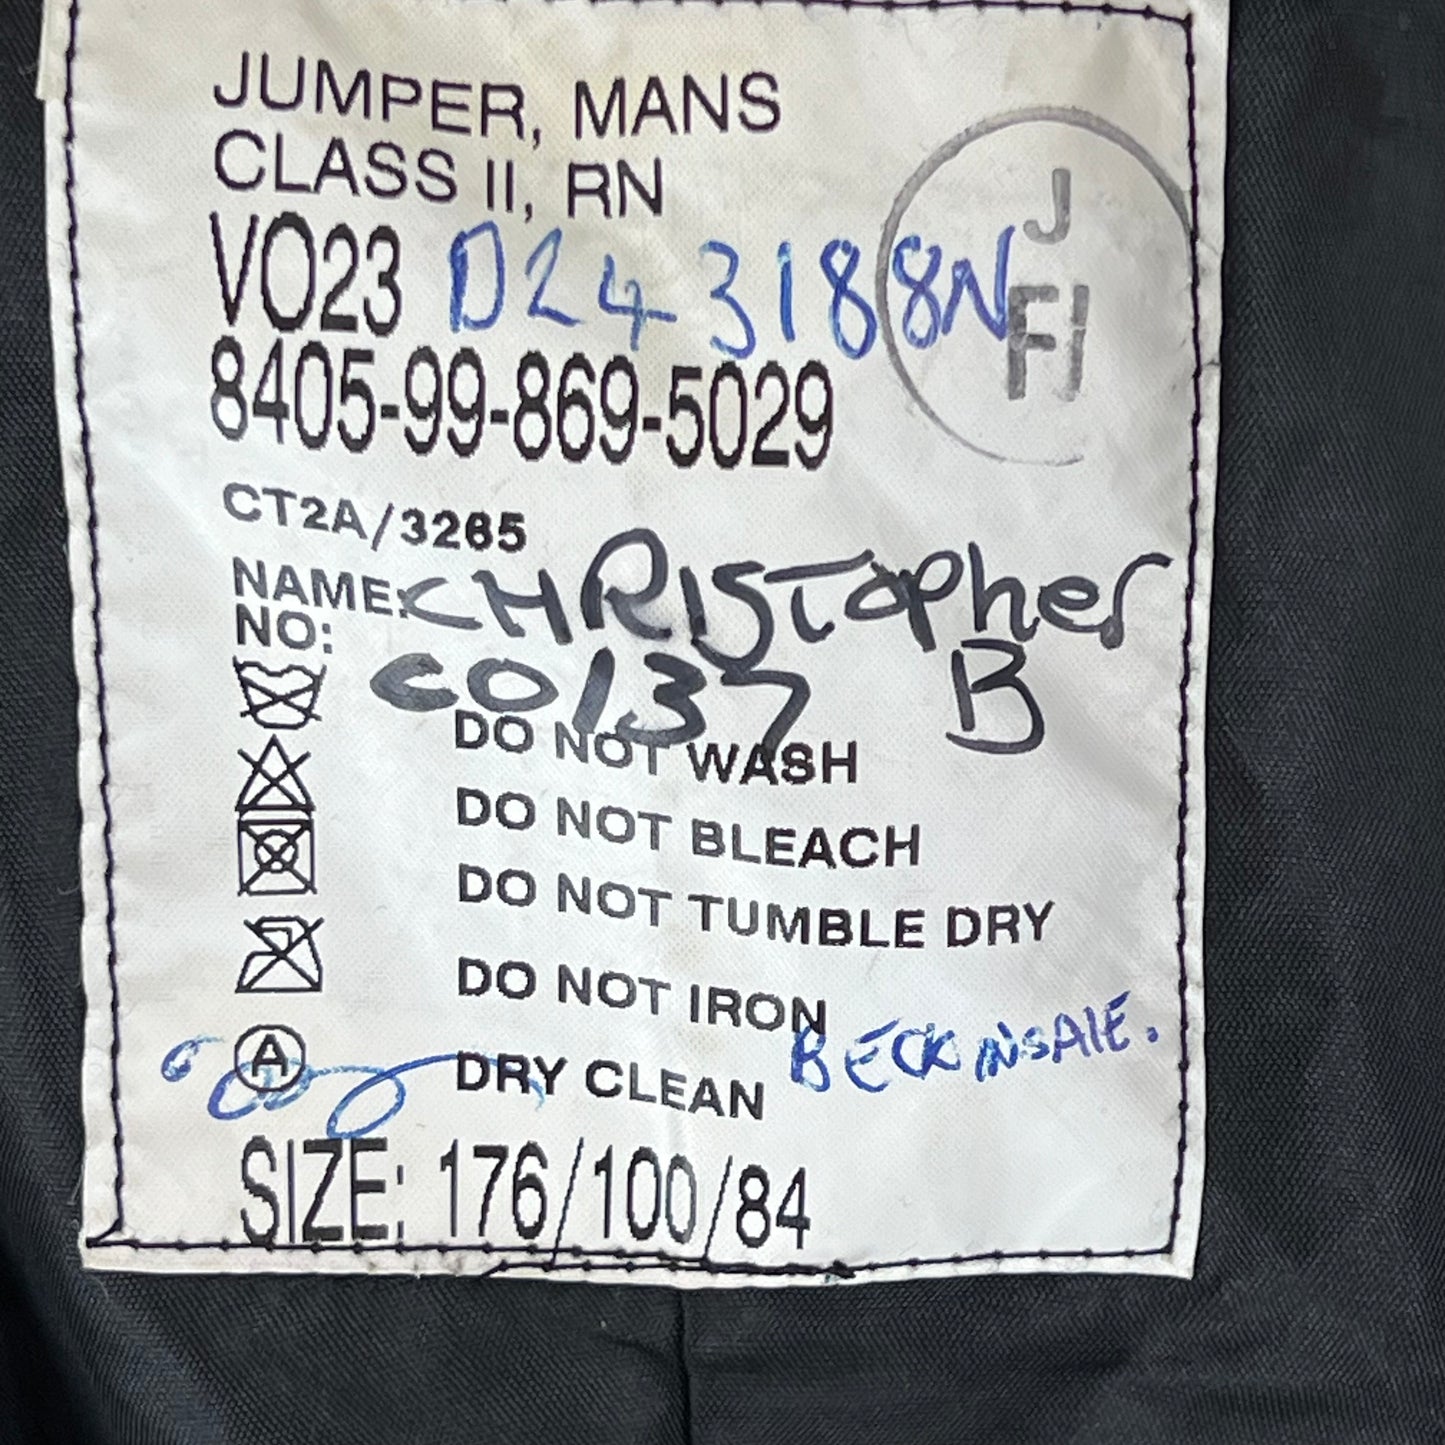 JUMPER, MANS
CLASS II, RN
VO23 D243188N
J
FI
8405-99-869-5029
CT2A/3265
NAME: CHRISTOPHER B
NO: CO137
DO NOT WASH
DO NOT BLEACH
DO NOT TUMBLE DRY
DO NOT IRON
BECKINSALE.
A DRY CLEAN
SIZE: 176/100/84